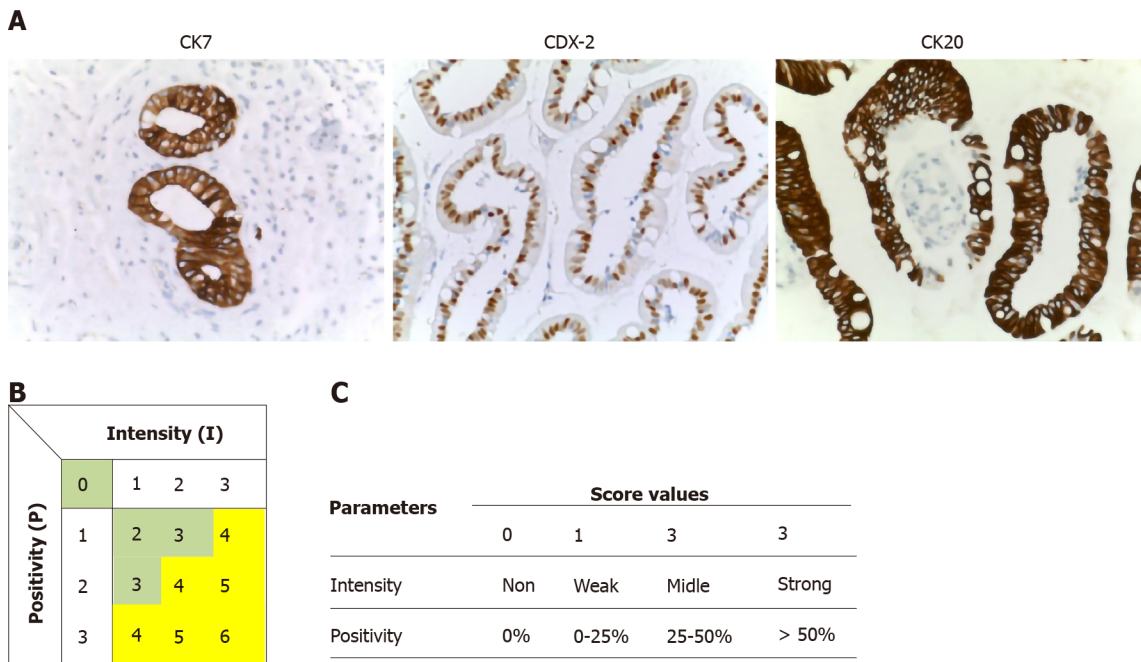 A
CK7 CDX-2 CK20
B
Intensity (I)
Positivity (P)
0 1 2 3
1 2 3 4
2 3 4 5
3 4 5 6
C
Parameters Score values
0 1 3 3
Intensity Non Weak Midle Strong
Positivity 0% 0-25% 25-50% > 50%